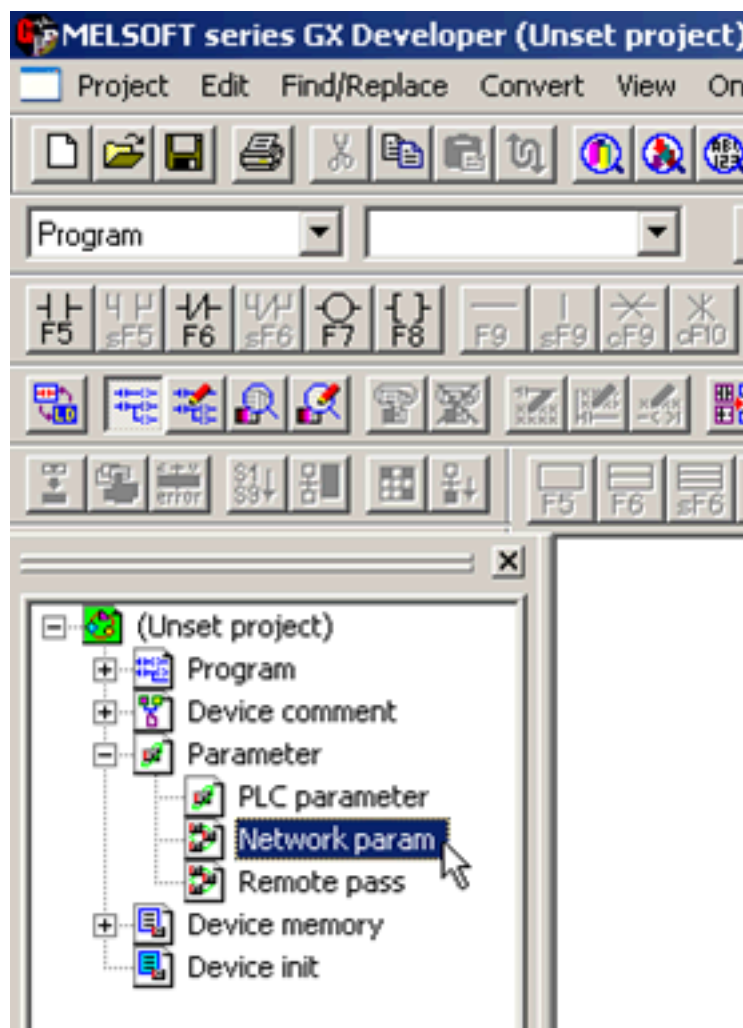 MELSOFT series GX Developer (Unset project)
Project Edit Find/Replace Convert View On
Program
F5 sF5 F6 sF6 F7 F8 F9 sF9 cF9 cF10
LD
error F5 F6 sF6
(Unset project)
Program
Device comment
Parameter
PLC parameter
Network param
Remote pass
Device memory
Device init